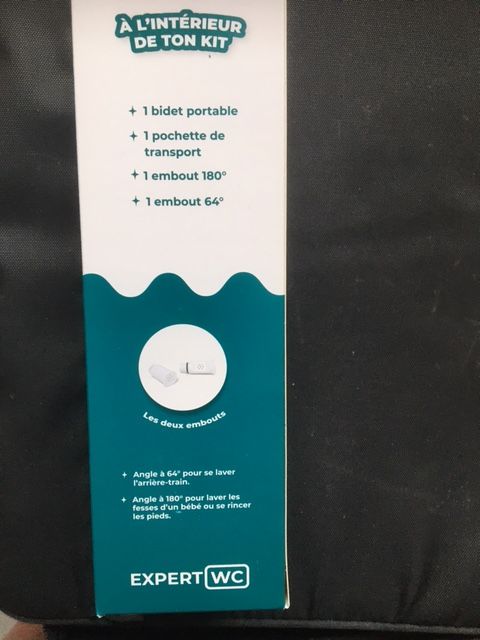 À L'INTÉRIEUR
DE TON KIT
+ 1 bidet portable
+ 1 pochette de
transport
+ 1 embout 180°
+ 1 embout 64°
Les deux embouts
+ Angle à 64° pour se laver
l'arrière-train.
+ Angle à 180° pour laver les
fesses d'un bébé ou se rincer
les pieds.
EXPERT WC